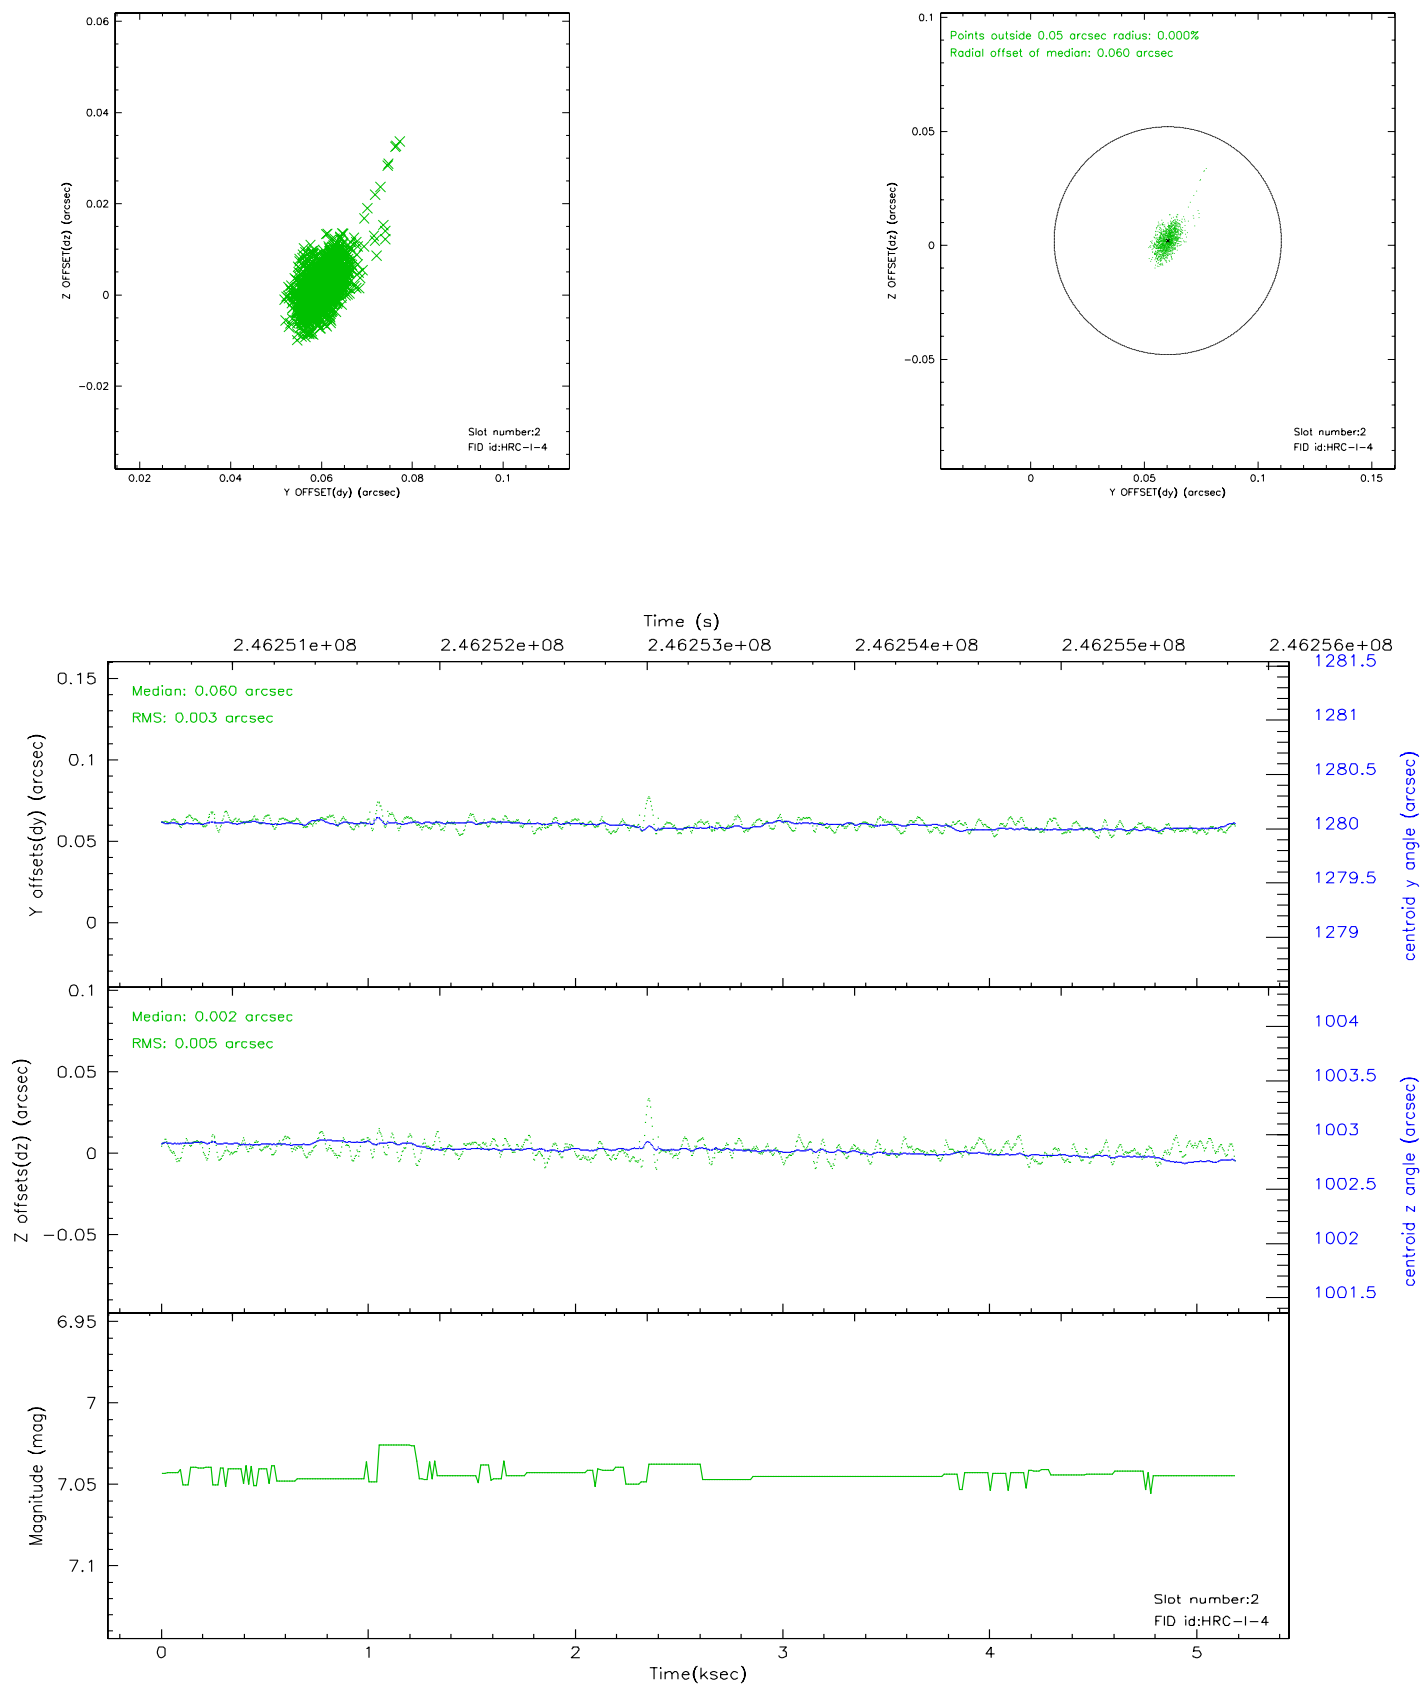 0.06
0.04
0.02
0
-0.02
Z OFFSET(dz) (arcsec)
Slot number:2
FID id:HRC-I-4
0.02 0.04 0.06 0.08 0.1
Y OFFSET(dy) (arcsec)
0.1
0.05
0
-0.05
Z OFFSET(dz) (arcsec)
Points outside 0.05 arcsec radius: 0.000%
Radial offset of median: 0.060 arcsec
Slot number:2
FID id:HRC-I-4
0 0.05 0.1 0.15
Y OFFSET(dy) (arcsec)
Time (s)
2.46251e+08 2.46252e+08 2.46253e+08 2.46254e+08 2.46255e+08 2.46256e+08
0.15
0.1
0.05
0
Y offsets(dy) (arcsec)
Median: 0.060 arcsec
RMS: 0.003 arcsec
1281.5
1281
1280.5
1280
1279.5
1279
centroid y angle (arcsec)
0.1
0.05
0
-0.05
Z offsets(dz) (arcsec)
Median: 0.002 arcsec
RMS: 0.005 arcsec
1004
1003.5
1003
1002.5
1002
1001.5
centroid z angle (arcsec)
6.95
7
7.05
7.1
Magnitude (mag)
Slot number:2
FID id:HRC-I-4
0 1 2 3 4 5
Time(ksec)